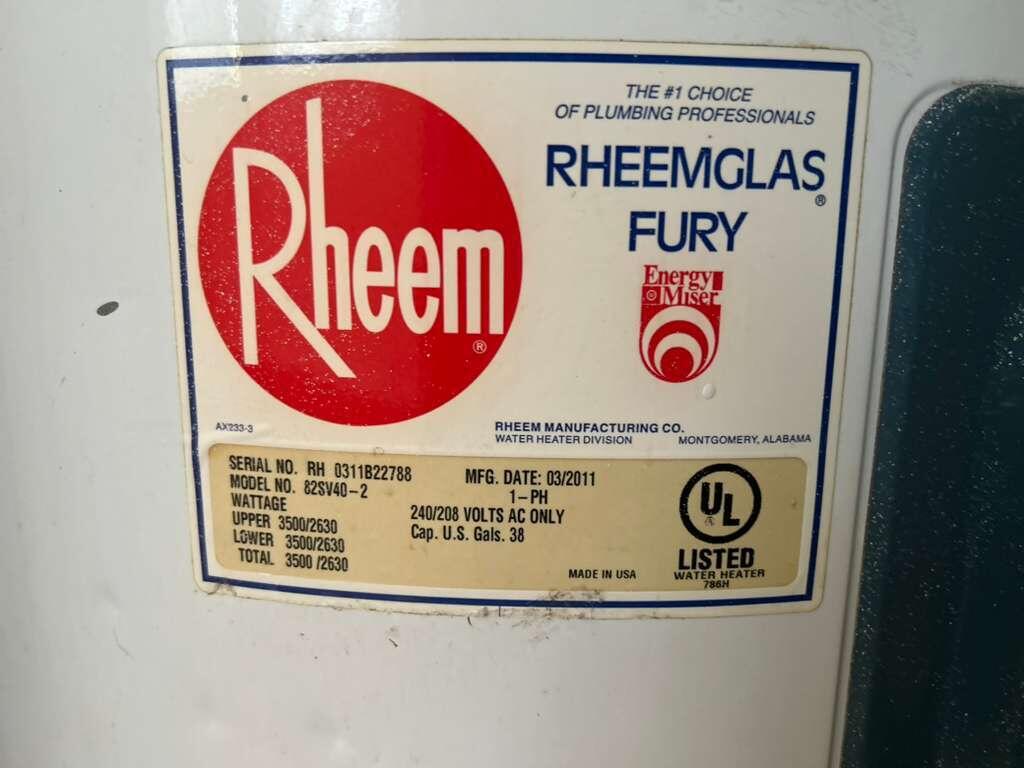 THE #1 CHOICE
OF PLUMBING PROFESSIONALS
Rheem®
RHEEMGLAS®
FURY
Energy
Miser
AX233-3
RHEEM MANUFACTURING CO.
WATER HEATER DIVISION MONTGOMERY, ALABAMA
SERIAL NO. RH 0311B22788 MFG. DATE: 03/2011
MODEL NO. 82SV40-2 1-PH
WATTAGE 240/208 VOLTS AC ONLY
UPPER 3500/2630 Cap. U.S. Gals. 38
LOWER 3500/2630
TOTAL 3500/2630
MADE IN USA
UL
LISTED
WATER HEATER
786H